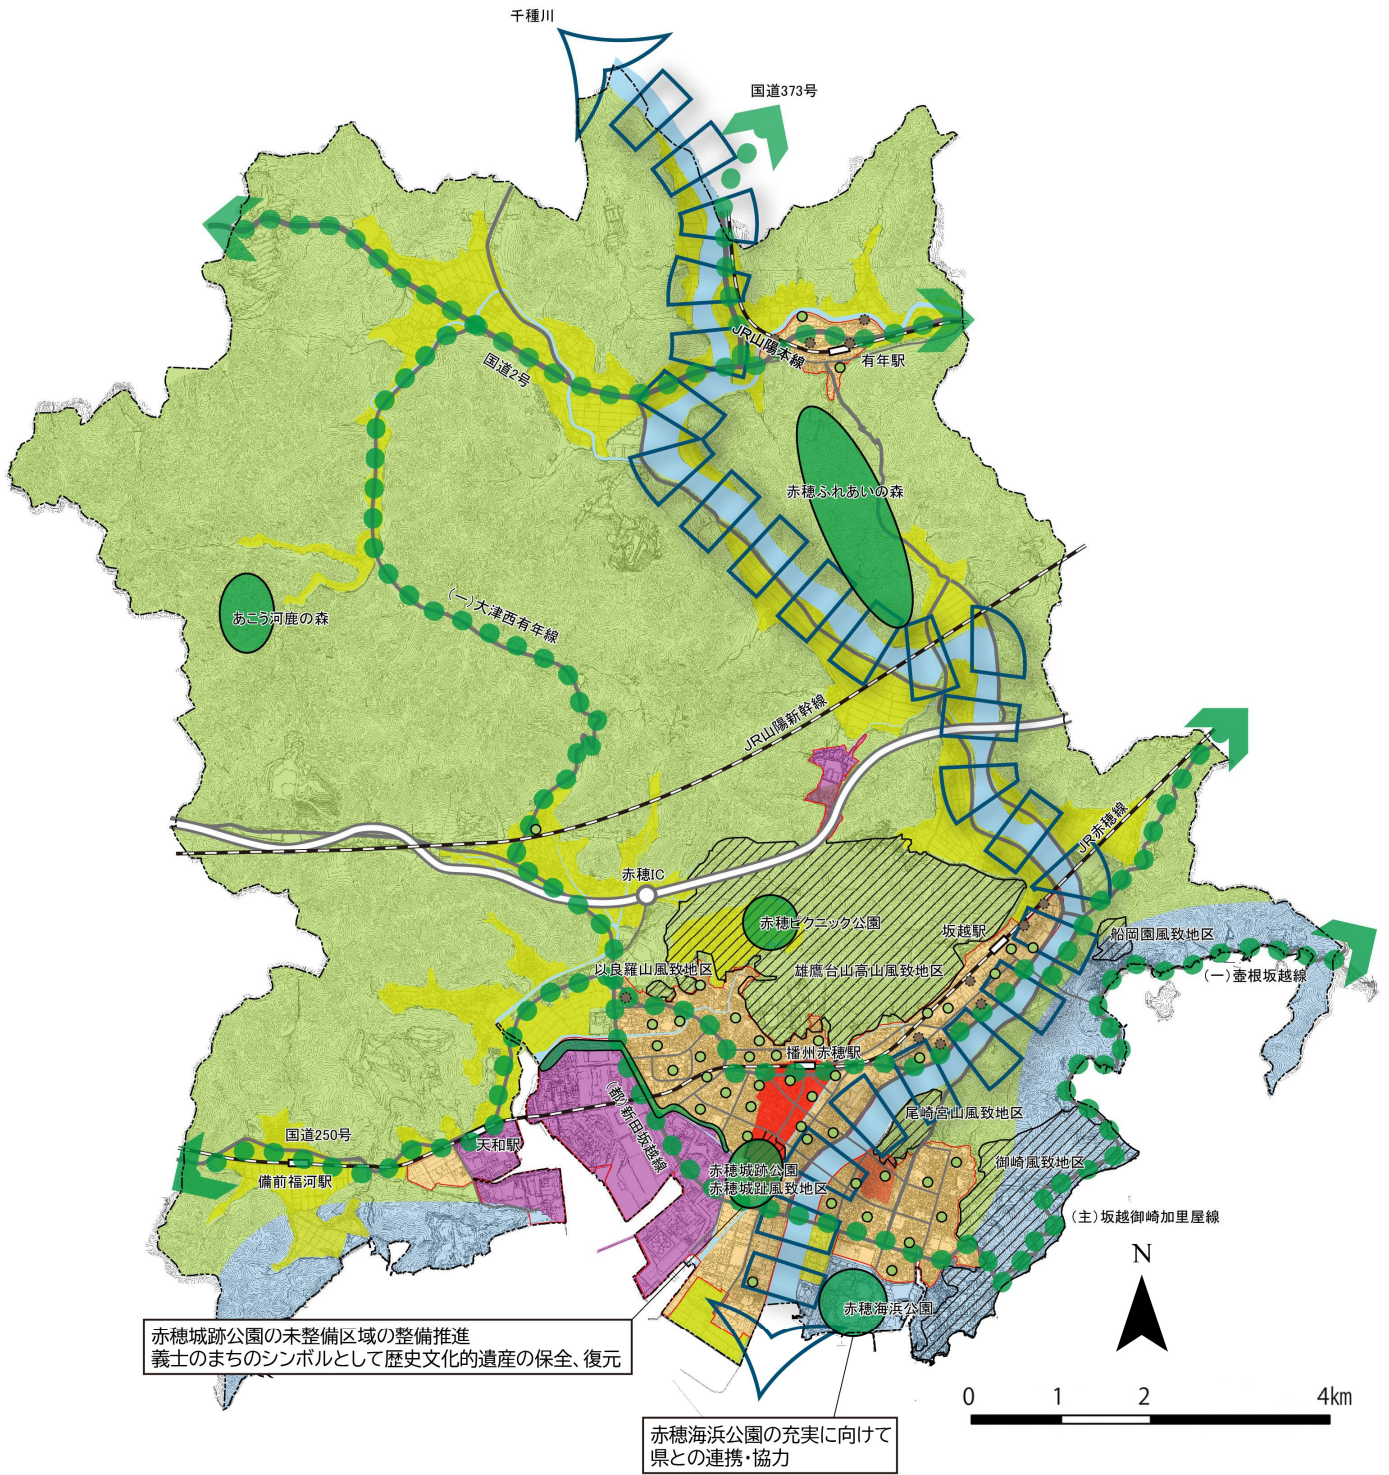 千種川
国道373号
JR山陽本線
有年駅
国道2号
赤穂ふれあいの森
あこう河鹿の森
(一)大津西有年線
JR山陽新幹線
JR赤穂線
赤穂IC
赤穂ピクニック公園
坂越駅
船岡園風致地区
以良羅山風致地区
雄鷹台山高山風致地区
(一)壺根坂越線
播州赤穂駅
(都)新田坂越線
尾崎宮山風致地区
国道250号
天和駅
御崎風致地区
備前福河駅
赤穂城跡公園
赤穂城趾風致地区
(主)坂越御崎加里屋線
N
赤穂海浜公園
赤穂城跡公園の未整備区域の整備推進
義士のまちのシンボルとして歴史文化的遺産の保全、復元
0 1 2 4km
赤穂海浜公園の充実に向けて
県との連携・協力